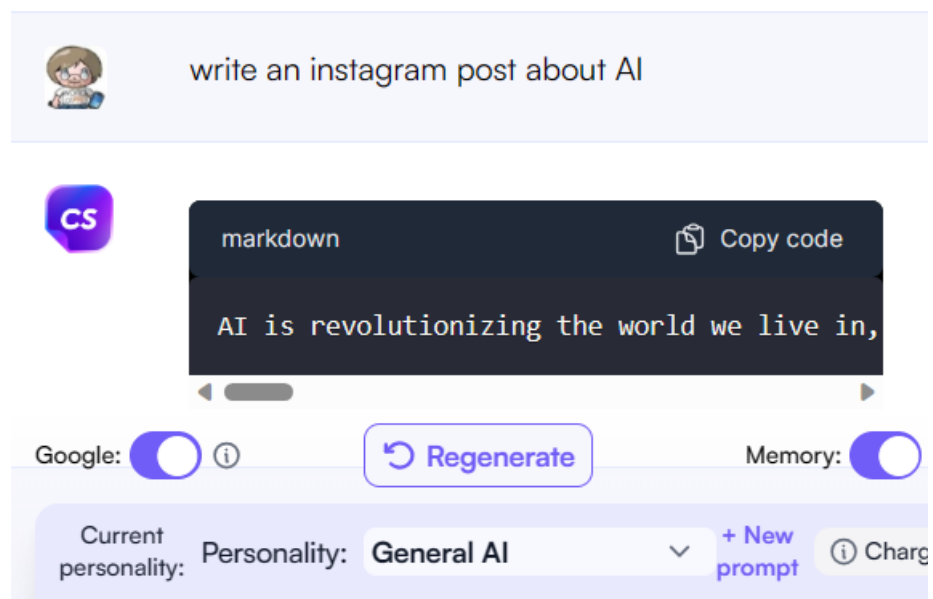 write an instagram post about AI
CS
markdown
Copy code
AI is revolutionizing the world we live in,
Google:
Regenerate
Memory:
Current
personality:
Personality:
General AI
+ New
prompt
Charg